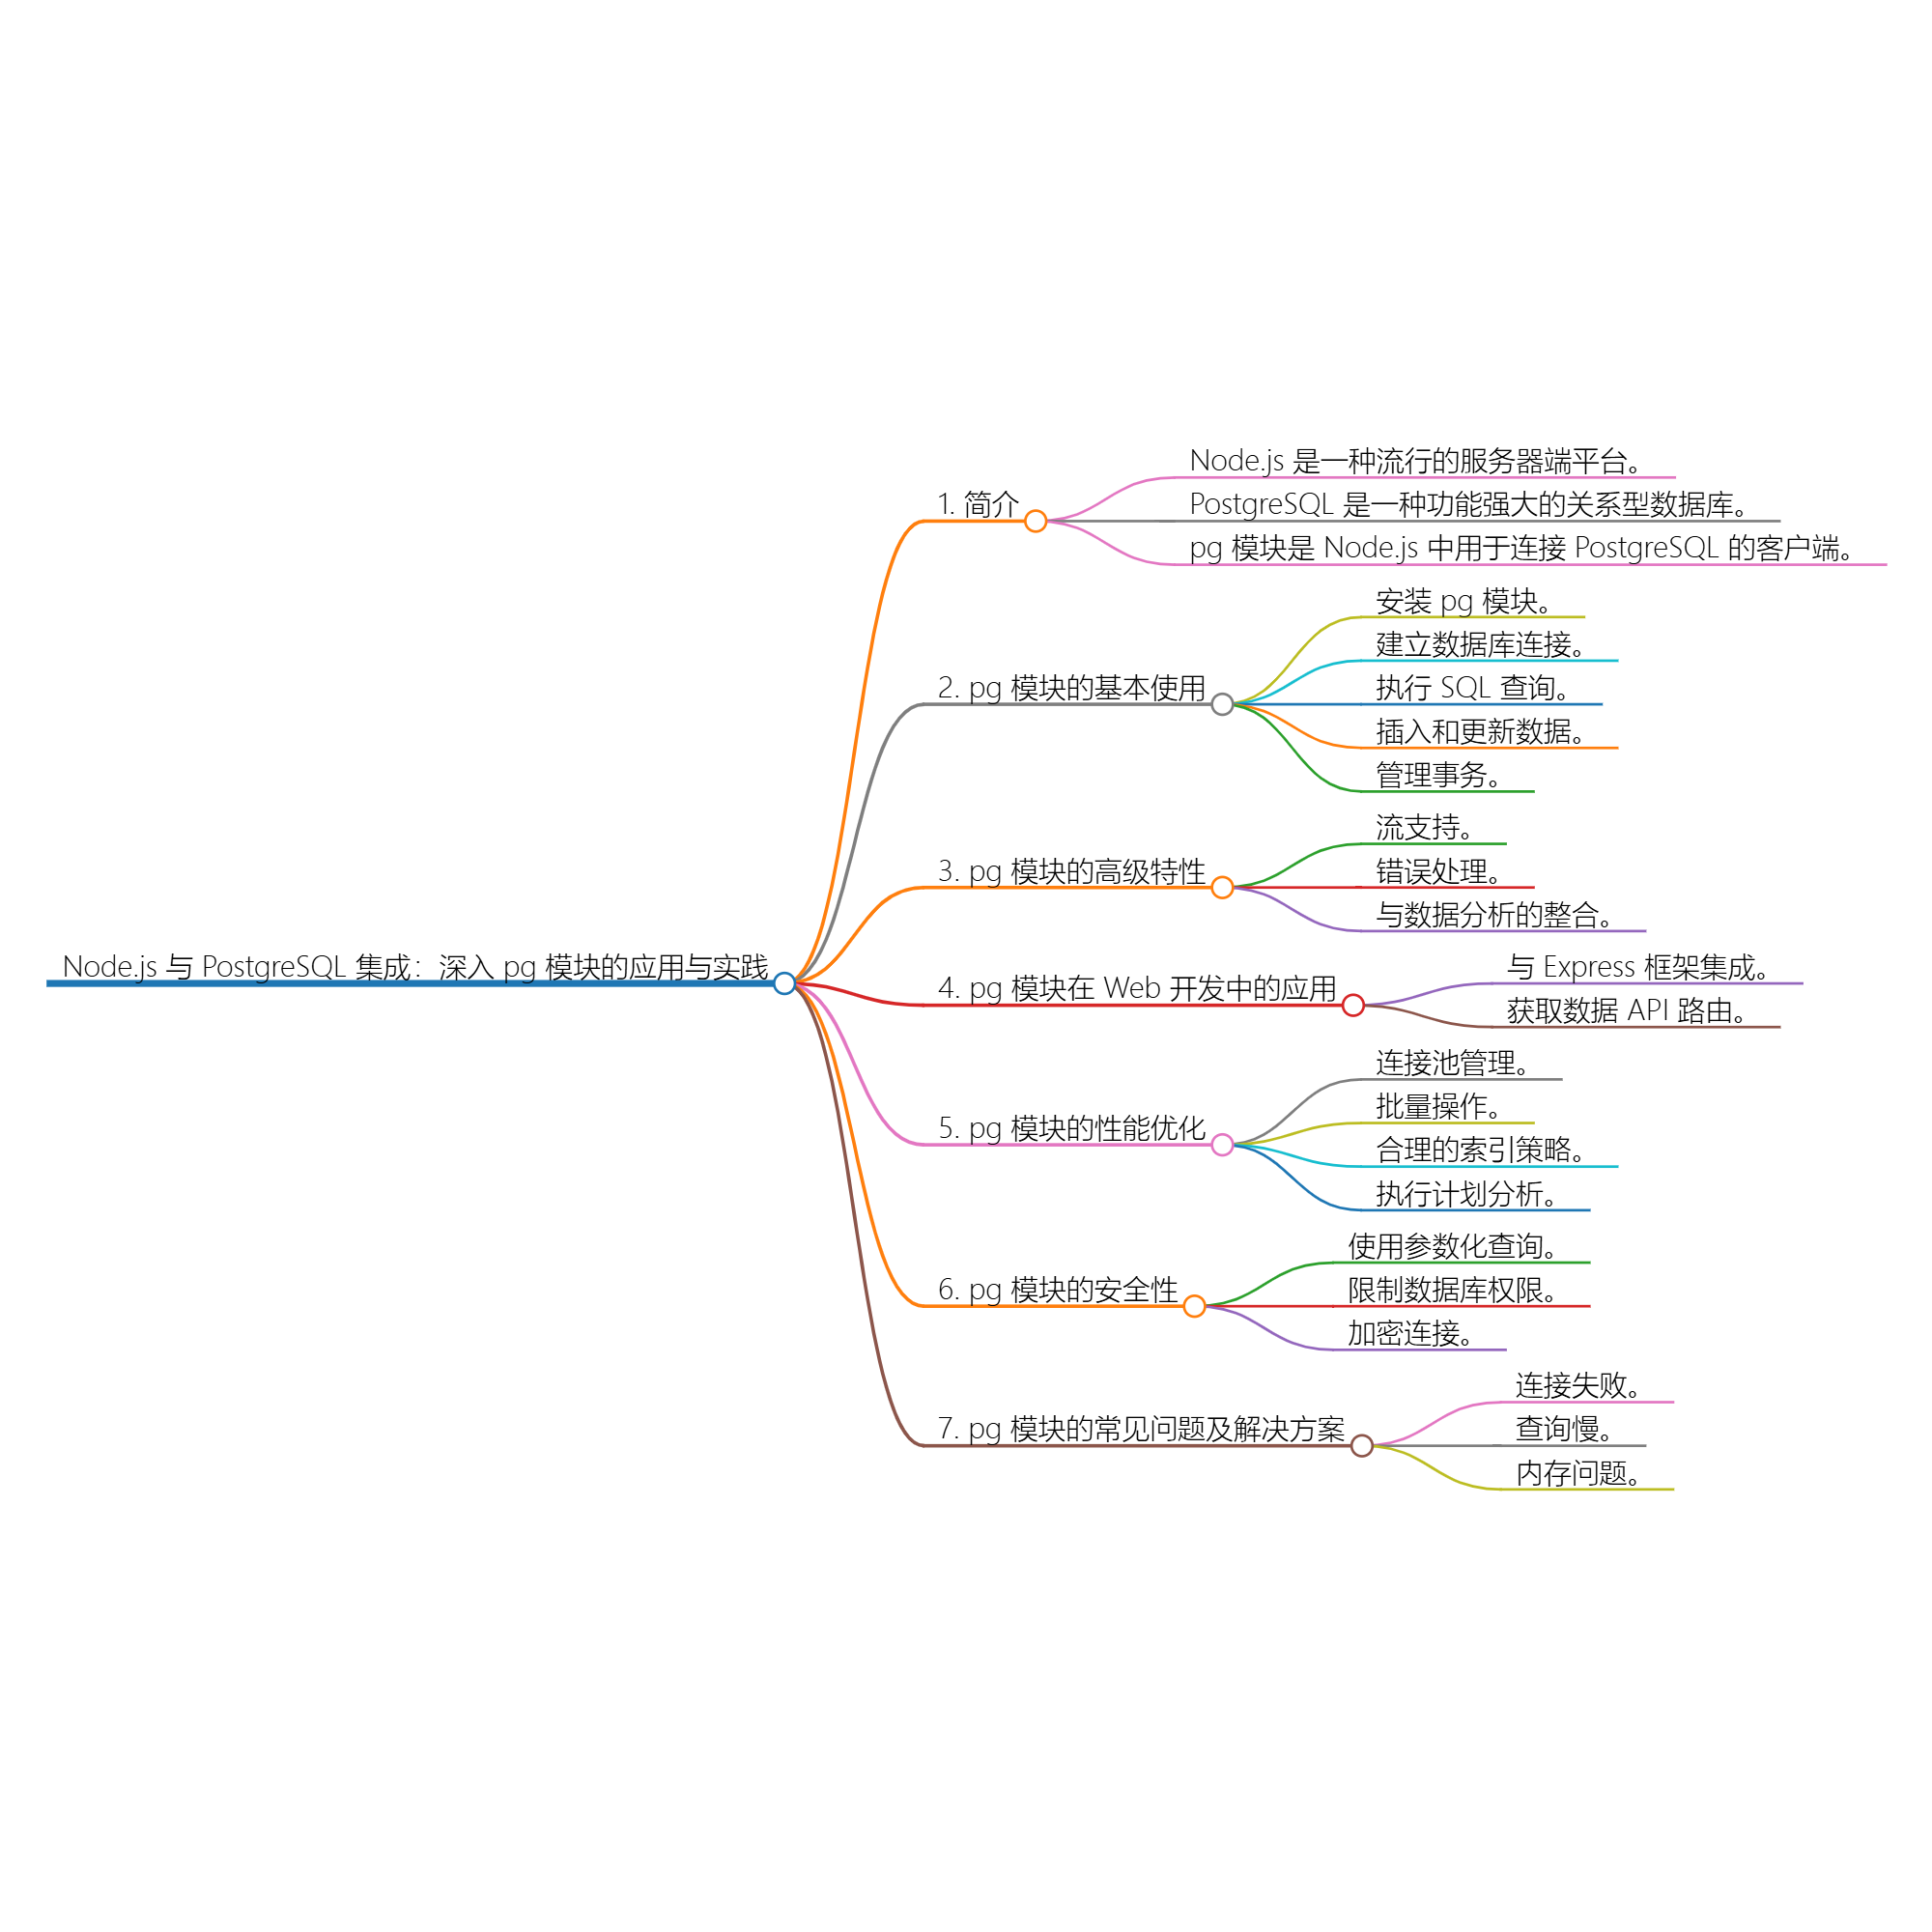 Node.js 与 PostgreSQL 集成：深入 pg 模块的应用与实践
1. 简介
Node.js 是一种流行的服务器端平台。
PostgreSQL 是一种功能强大的关系型数据库。
pg 模块是 Node.js 中用于连接 PostgreSQL 的客户端。
2. pg 模块的基本使用
安装 pg 模块。
建立数据库连接。
执行 SQL 查询。
插入和更新数据。
管理事务。
3. pg 模块的高级特性
流支持。
错误处理。
与数据分析的整合。
4. pg 模块在 Web 开发中的应用
与 Express 框架集成。
获取数据 API 路由。
5. pg 模块的性能优化
连接池管理。
批量操作。
合理的索引策略。
执行计划分析。
6. pg 模块的安全性
使用参数化查询。
限制数据库权限。
加密连接。
7. pg 模块的常见问题及解决方案
连接失败。
查询慢。
内存问题。